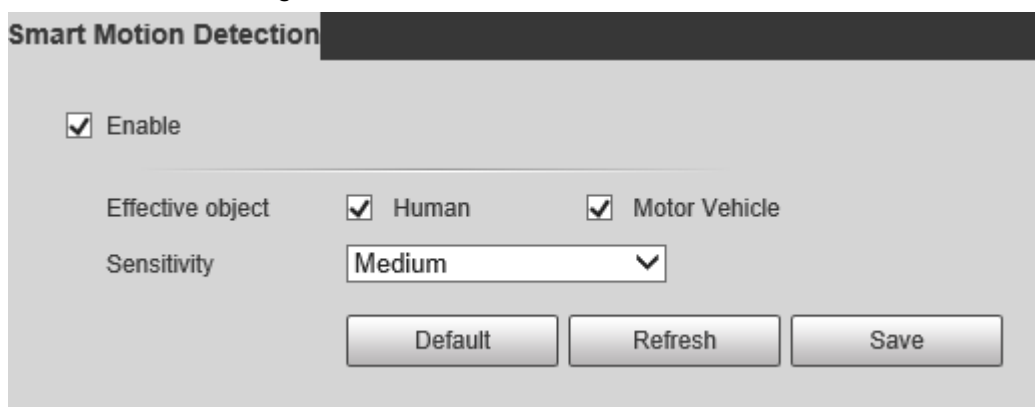 Smart Motion Detection
Enable
Effective object Human Motor Vehicle
Sensitivity Medium
Default Refresh Save